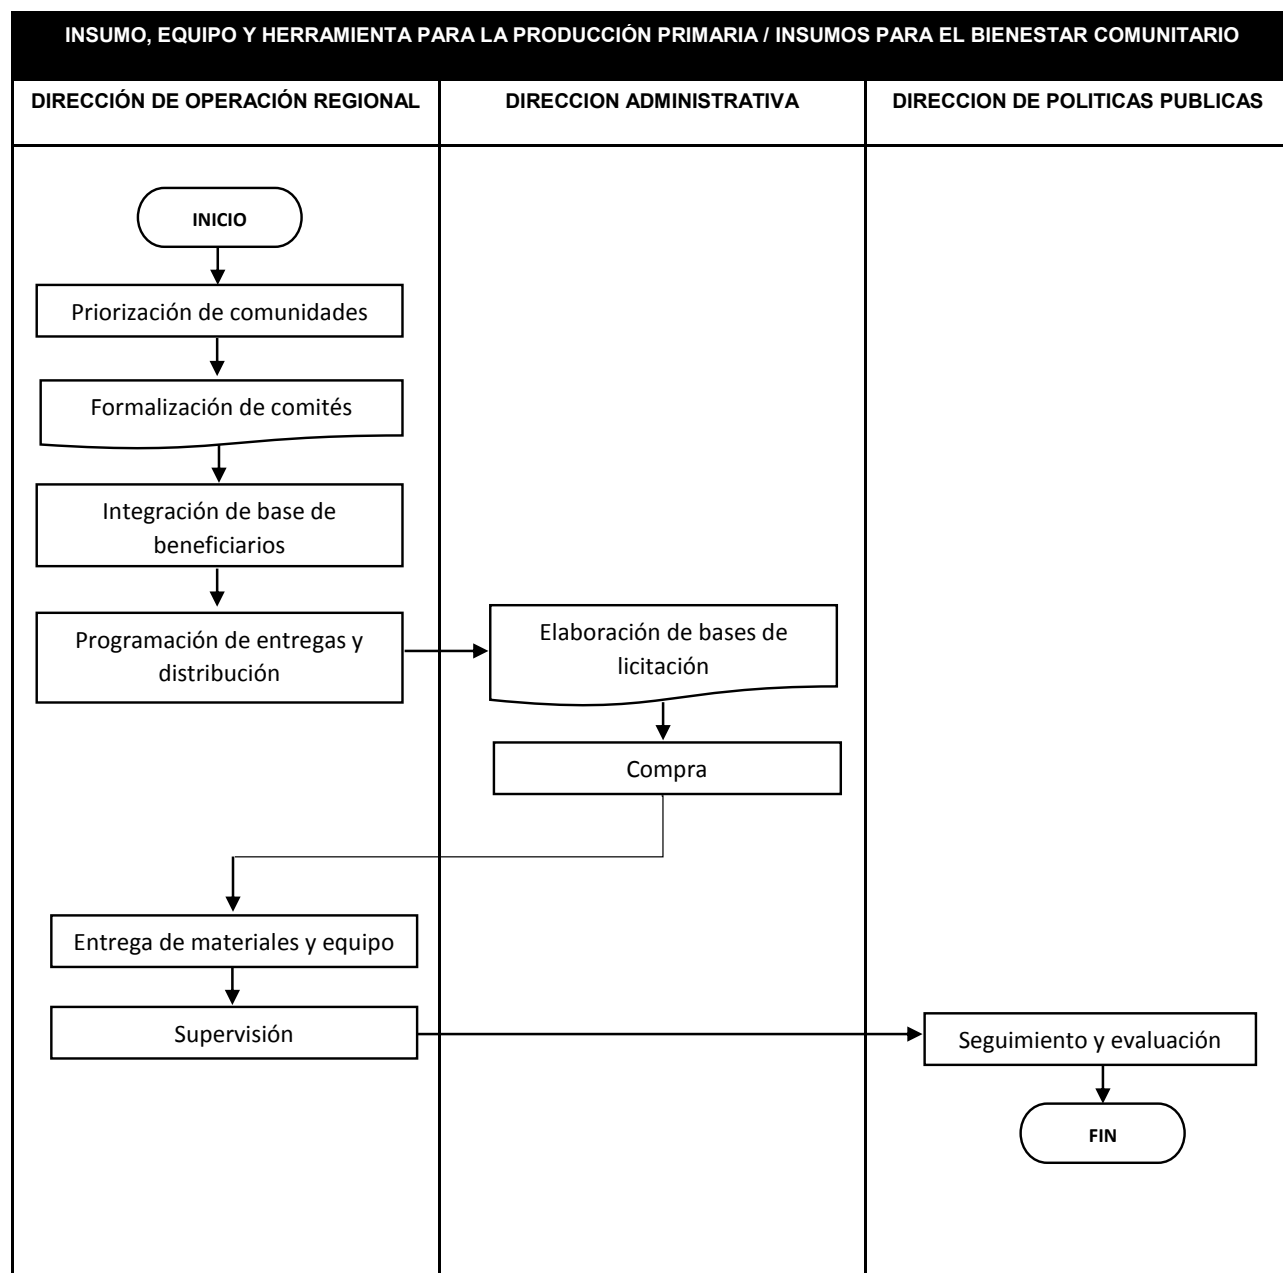 INSUMO, EQUIPO Y HERRAMIENTA PARA LA PRODUCCIÓN PRIMARIA / INSUMOS PARA EL BIENESTAR COMUNITARIO
DIRECCIÓN DE OPERACIÓN REGIONAL
DIRECCION ADMINISTRATIVA
DIRECCION DE POLITICAS PUBLICAS
INICIO
Priorización de comunidades
Formalización de comités
Integración de base de
beneficiarios
Programación de entregas y
distribución
Elaboración de bases de
licitación
Compra
Entrega de materiales y equipo
Supervisión
Seguimiento y evaluación
FIN